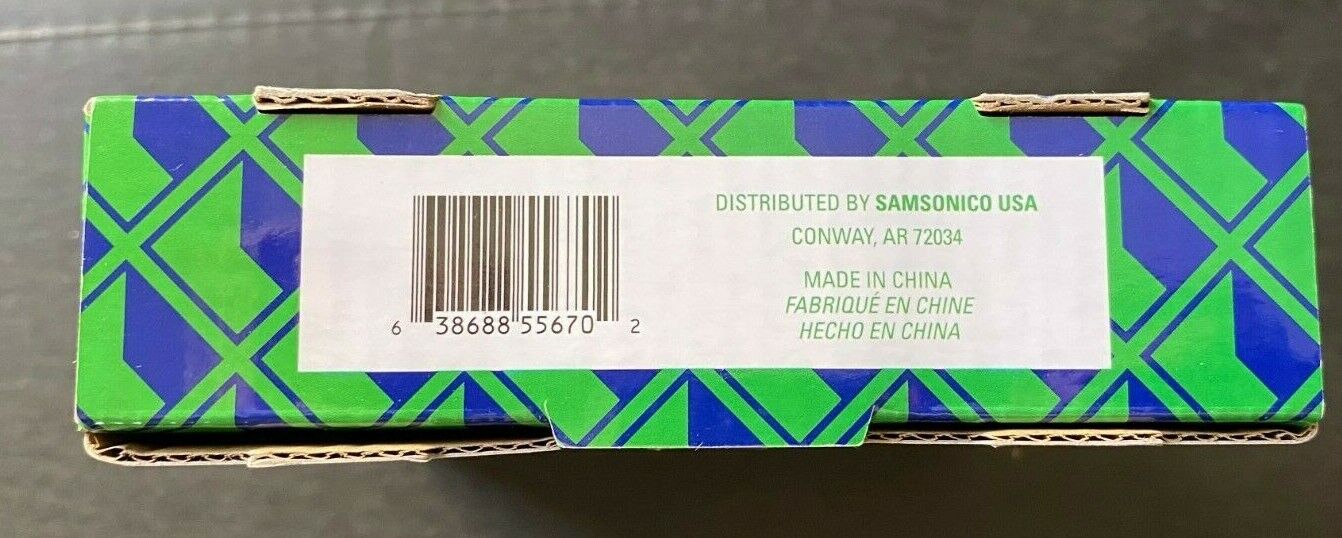 DISTRIBUTED BY SAMSONICO USA
CONWAY, AR 72034
MADE IN CHINA
FABRIQUÉ EN CHINE
HECHO EN CHINA
6 38688 55670 2